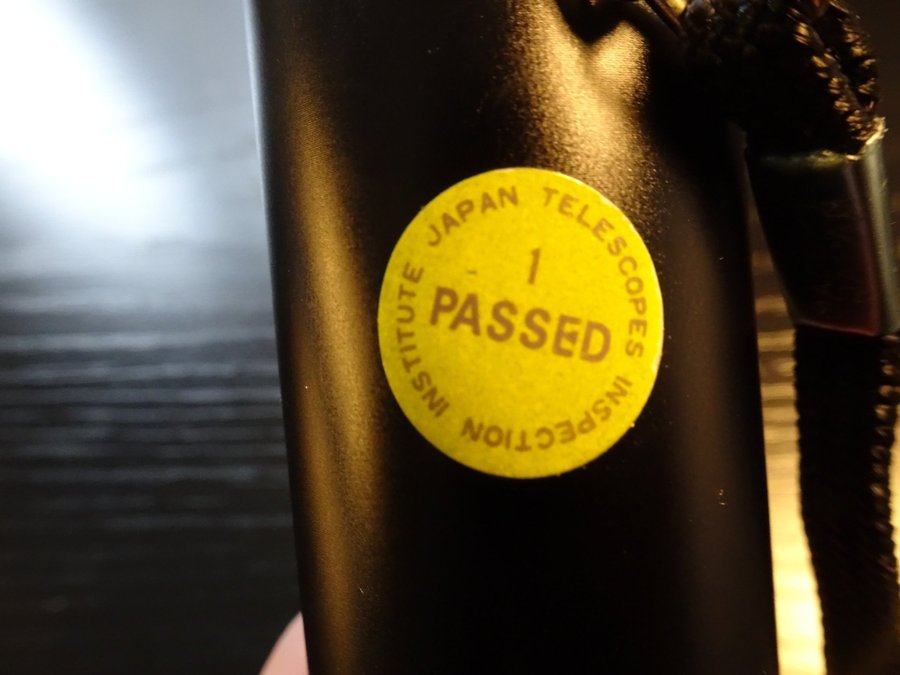 JAPAN TELESCOPES INSPECTION INSTITUTE
1
PASSED